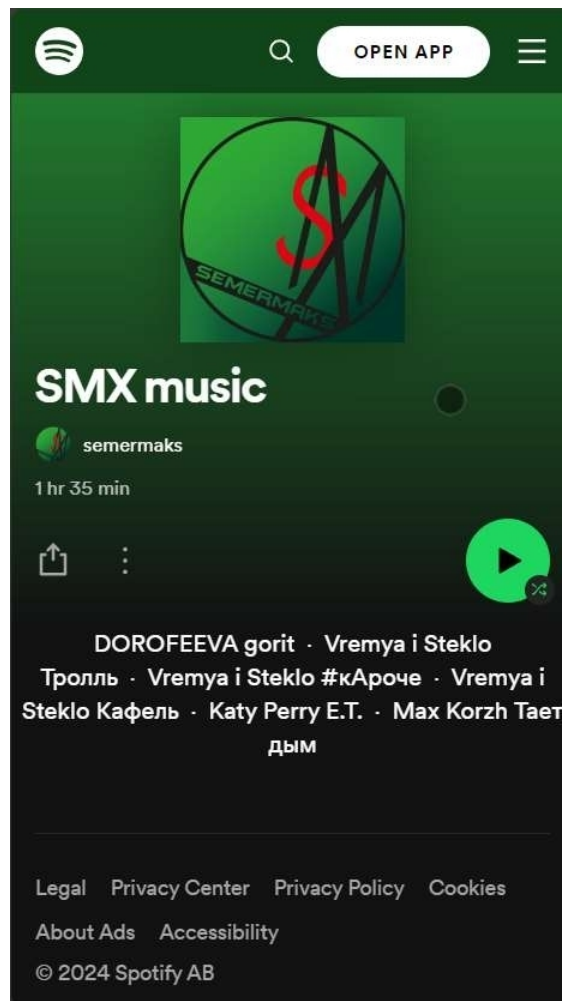 OPEN APP
S
SEMERMAKS
SMX music
semermaks
1 hr 35 min
DOROFEEVA gorit · Vremya i Steklo
Тролль · Vremya i Steklo #кАроче · Vremya i
Steklo Кафель · Katy Perry E.T. · Max Korzh Тает
дым
Legal Privacy Center Privacy Policy Cookies
About Ads Accessibility
© 2024 Spotify AB